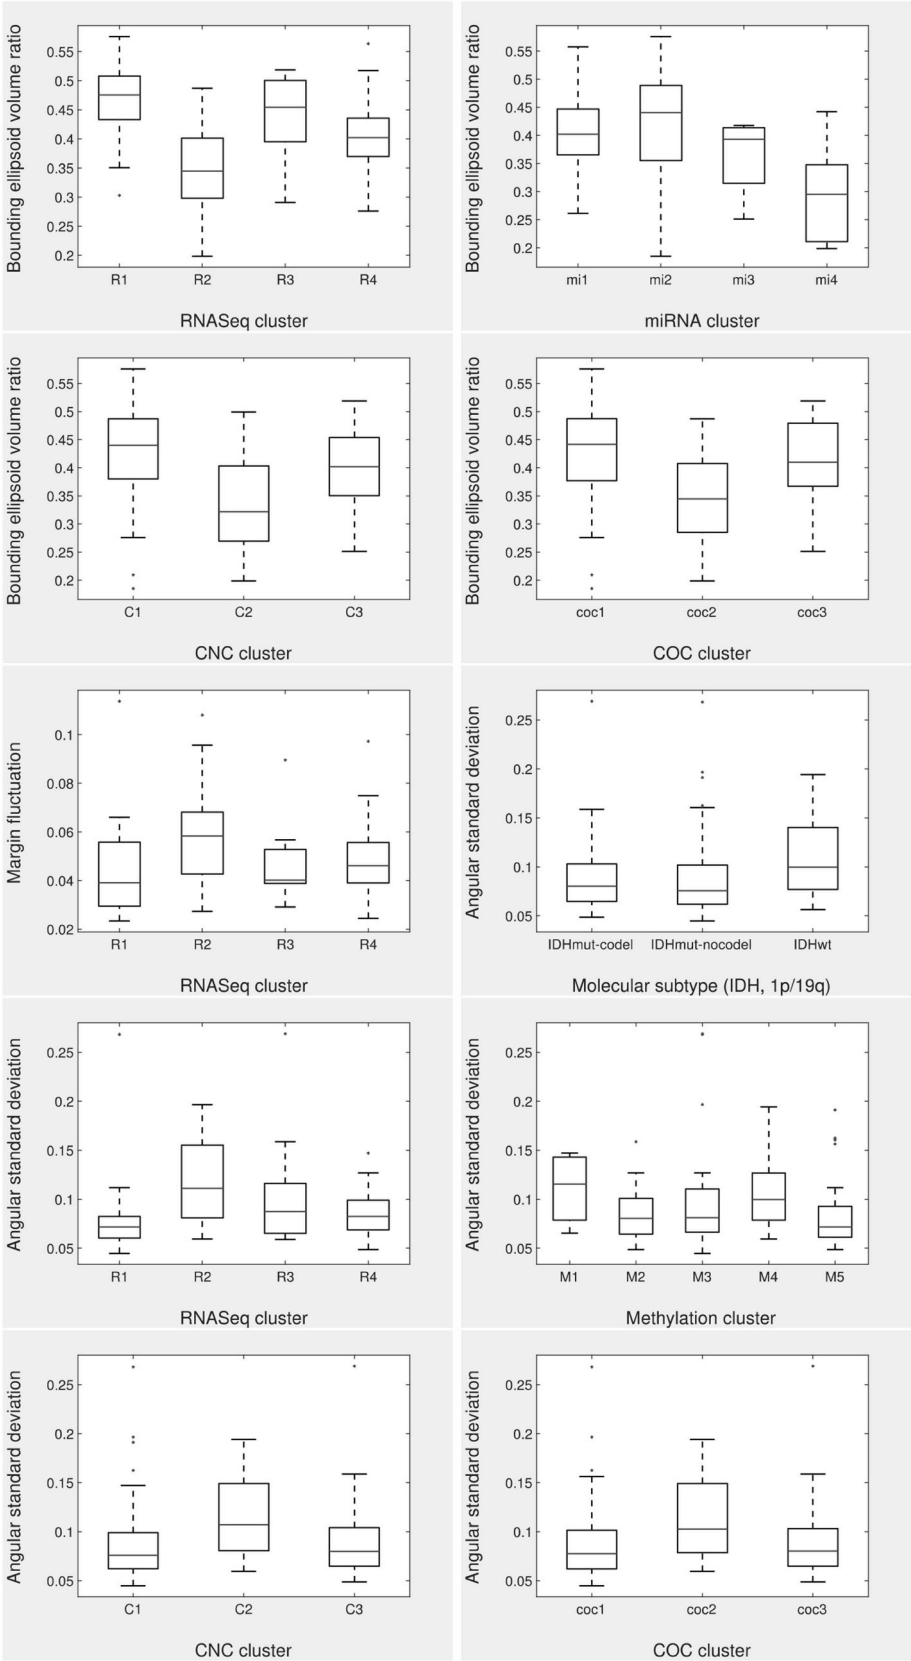 Bounding ellipsoid volume ratio
0.55
0.5
0.45
0.4
0.35
0.3
0.25
0.2
R1 R2 R3 R4
RNASeq cluster
Bounding ellipsoid volume ratio
0.55
0.5
0.45
0.4
0.35
0.3
0.25
0.2
mi1 mi2 mi3 mi4
miRNA cluster
Bounding ellipsoid volume ratio
0.55
0.5
0.45
0.4
0.35
0.3
0.25
0.2
C1 C2 C3
CNC cluster
Bounding ellipsoid volume ratio
0.55
0.5
0.45
0.4
0.35
0.3
0.25
0.2
coc1 coc2 coc3
COC cluster
Margin fluctuation
0.1
0.08
0.06
0.04
0.02
R1 R2 R3 R4
RNASeq cluster
Angular standard deviation
0.25
0.2
0.15
0.1
0.05
IDHmut-codel IDHmut-nocodel IDHwt
Molecular subtype (IDH, 1p/19q)
Angular standard deviation
0.25
0.2
0.15
0.1
0.05
R1 R2 R3 R4
RNASeq cluster
Angular standard deviation
0.25
0.2
0.15
0.1
0.05
M1 M2 M3 M4 M5
Methylation cluster
Angular standard deviation
0.25
0.2
0.15
0.1
0.05
C1 C2 C3
CNC cluster
Angular standard deviation
0.25
0.2
0.15
0.1
0.05
coc1 coc2 coc3
COC cluster